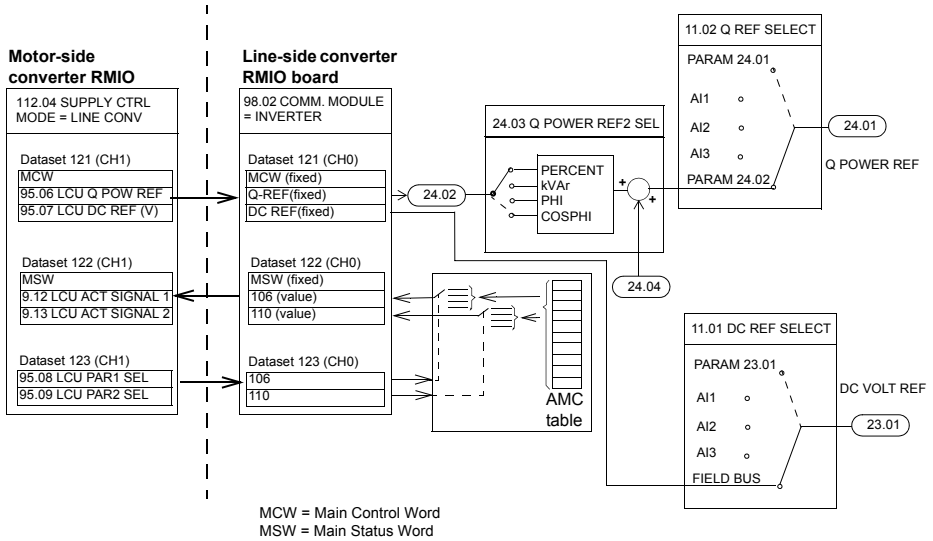 Motor-side
converter RMIO
112.04 SUPPLY CTRL
MODE = LINE CONV
Dataset 121 (CH1)
MCW
95.06 LCU Q POW REF
95.07 LCU DC REF (V)
Dataset 122 (CH1)
MSW
9.12 LCU ACT SIGNAL 1
9.13 LCU ACT SIGNAL 2
Dataset 123 (CH1)
95.08 LCU PAR1 SEL
95.09 LCU PAR2 SEL
Line-side converter
RMIO board
98.02 COMM. MODULE
= INVERTER
Dataset 121 (CH0)
MCW (fixed)
Q-REF(fixed)
DC REF(fixed)
Dataset 122 (CH0)
MSW (fixed)
106 (value)
110 (value)
Dataset 123 (CH0)
106
110
24.02
24.03 Q POWER REF2 SEL
PERCENT
kVAr
PHI
COSPHI
+
+
24.04
AMC
table
11.02 Q REF SELECT
PARAM 24.01
AI1
AI2
AI3
PARAM 24.02
24.01
Q POWER REF
11.01 DC REF SELECT
PARAM 23.01
AI1
AI2
AI3
FIELD BUS
DC VOLT REF
23.01
MCW = Main Control Word
MSW = Main Status Word